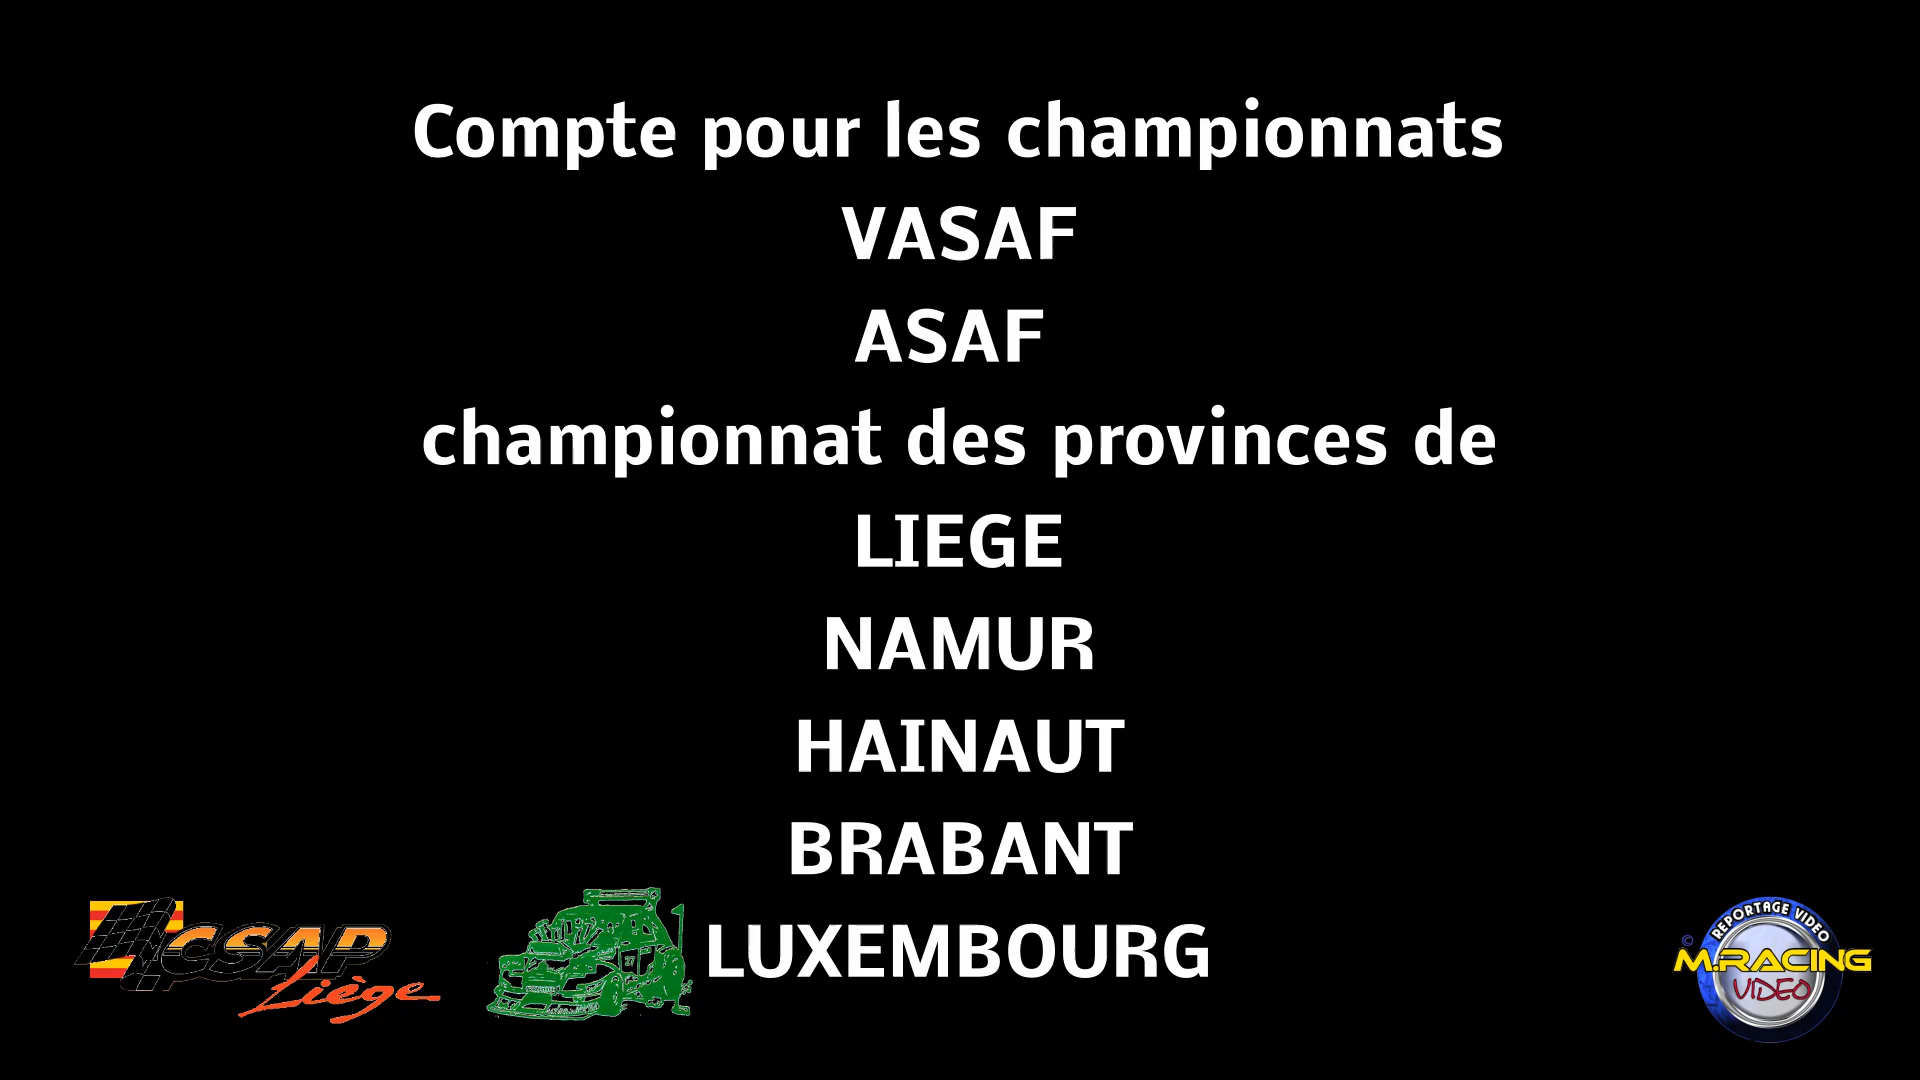 Compte pour les championnats
VASAF
ASAF
championnat des provinces de
LIEGE
NAMUR
HAINAUT
BRABANT
LUXEMBOURG
CSAP
Liège
27
REPORTAGE VIDEO
©
M.RACING
VIDEO